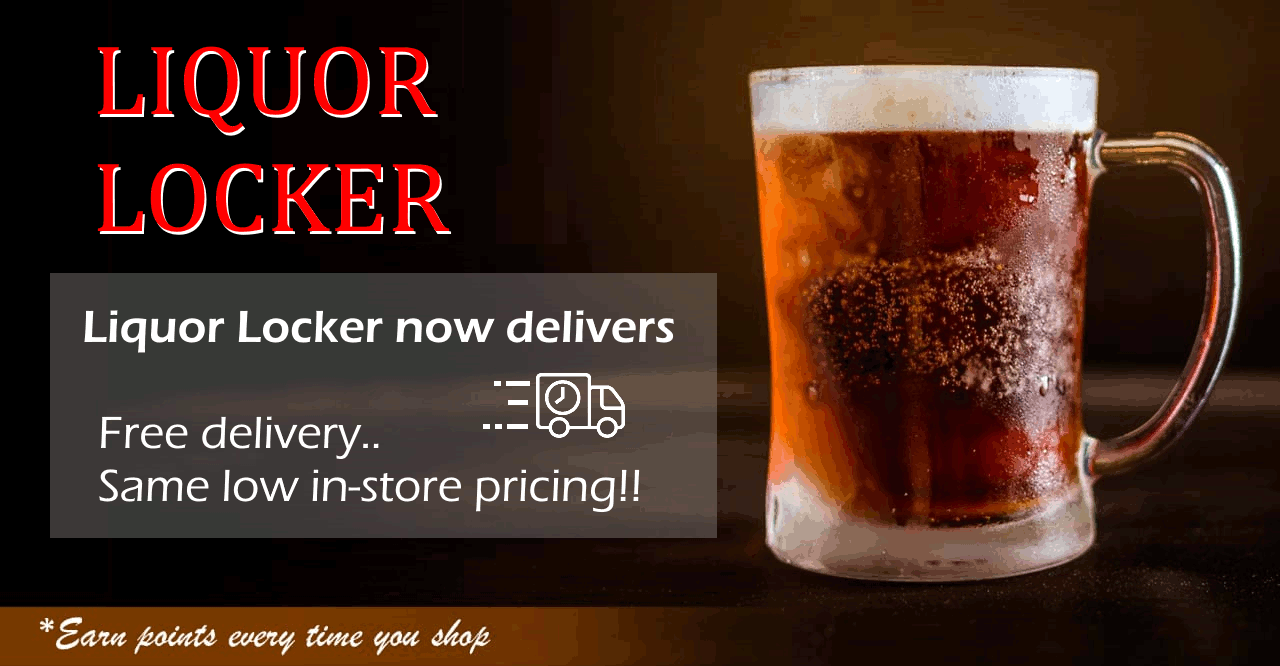 LIQUOR
LOCKER
Liquor Locker now delivers
Free delivery..
Same low in-store pricing!!
*Earn points every time you shop